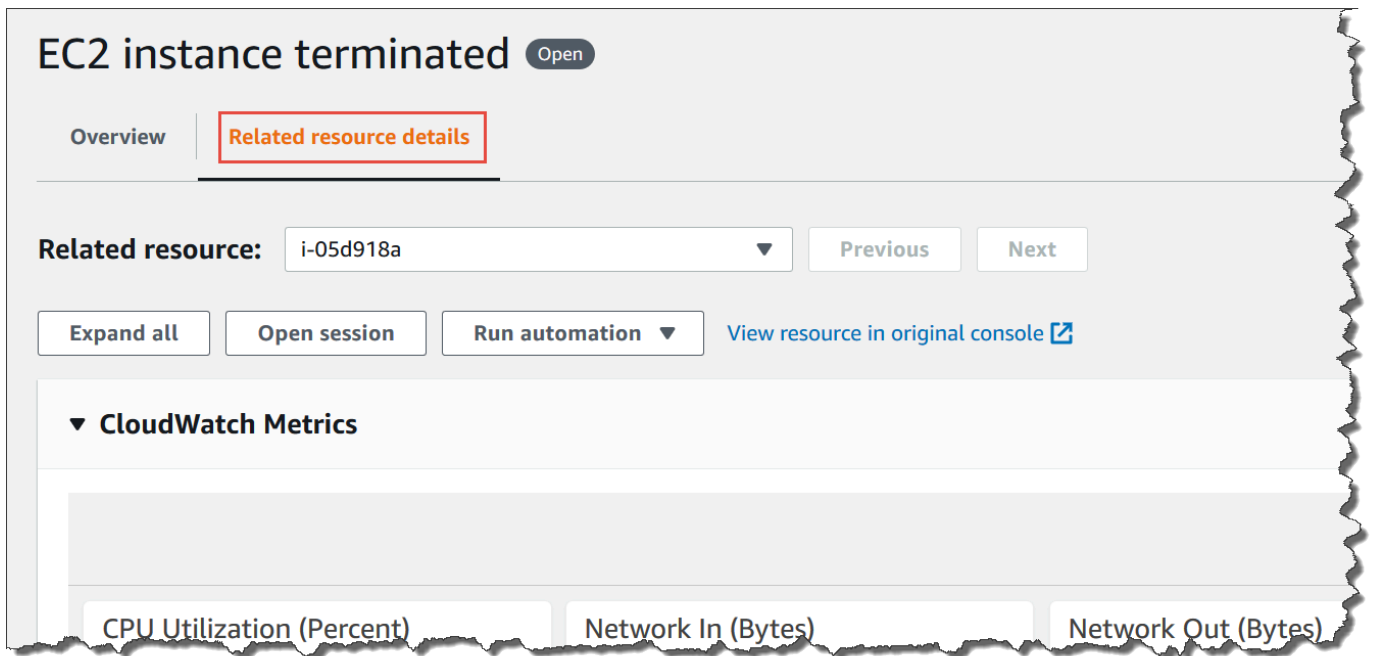 EC2 instance terminated Open
Overview Related resource details
Related resource: i-05d918a Previous Next
Expand all Open session Run automation View resource in original console
CloudWatch Metrics
CPU Utilization (Percent) Network In (Bytes) Network Out (Bytes)